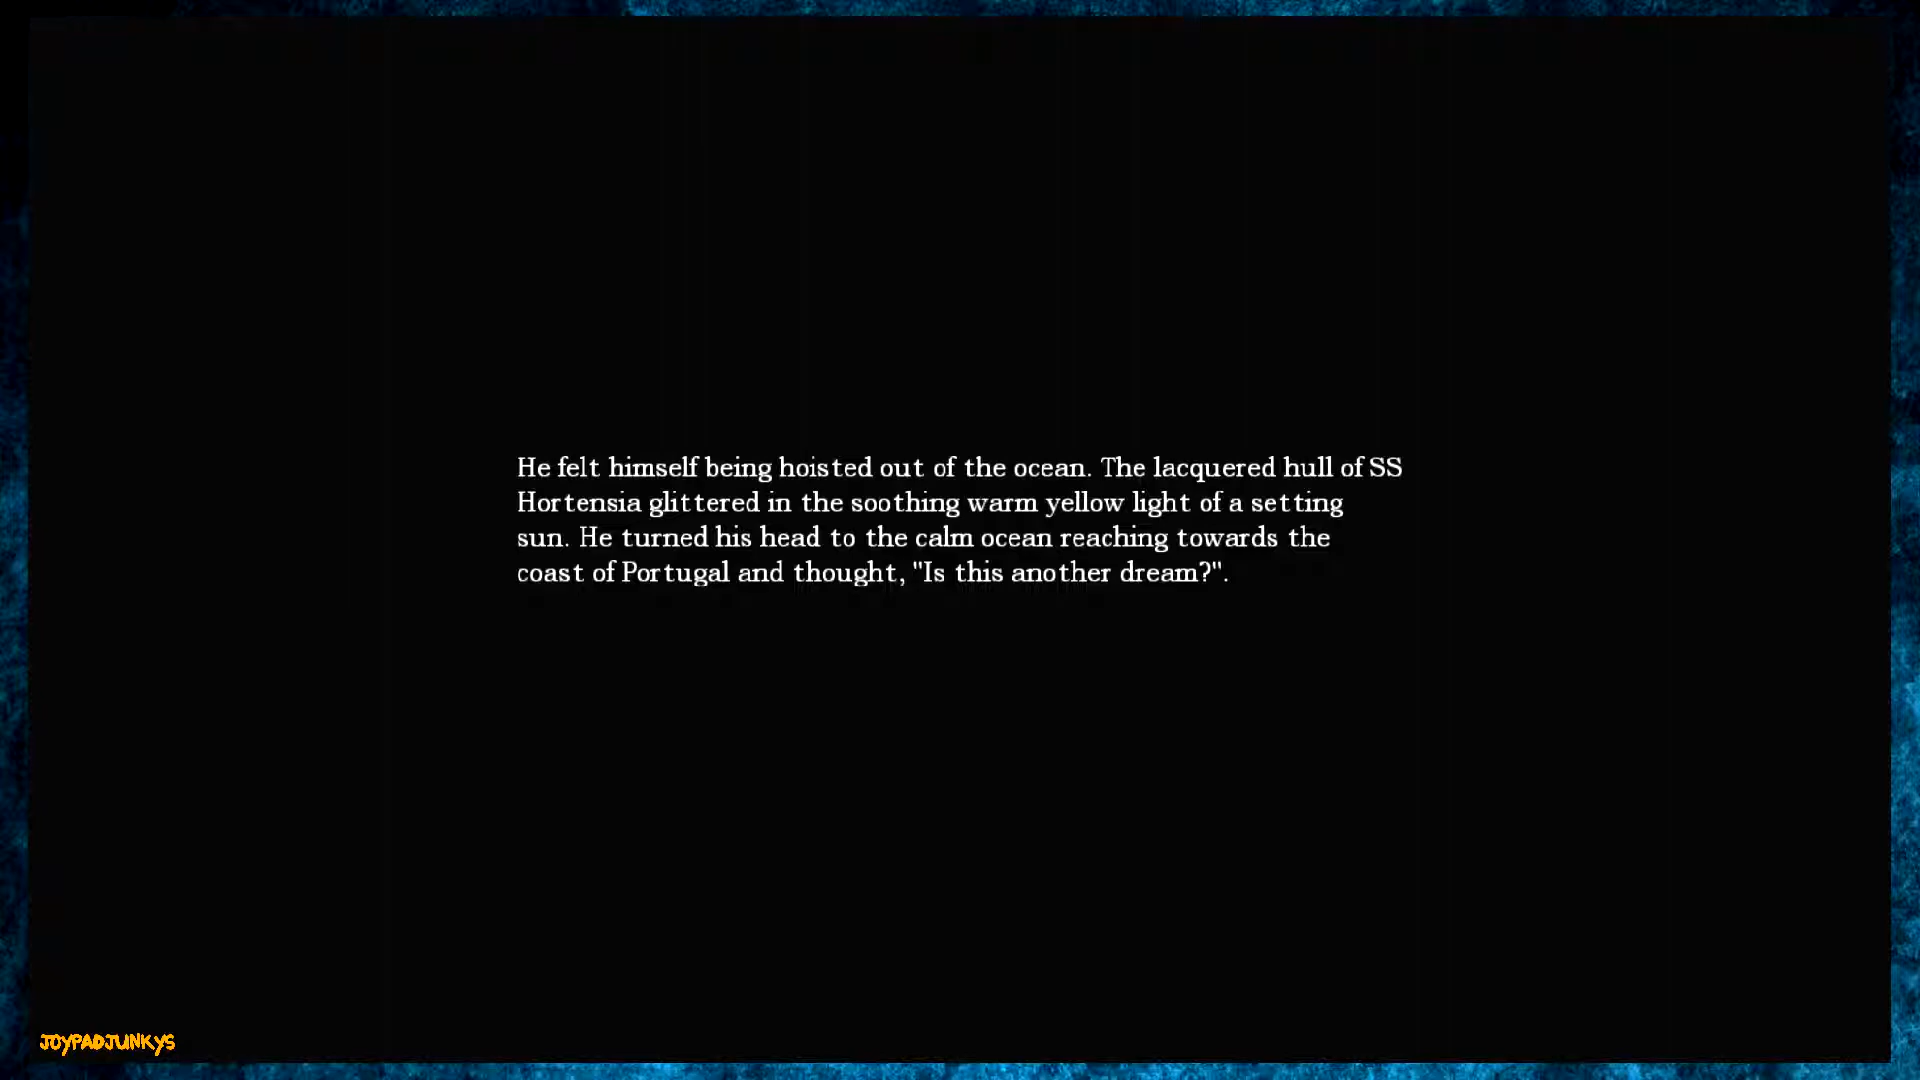 He felt himself being hoisted out of the ocean. The lacquered hull of SS
Hortensia glittered in the soothing warm yellow light of a setting
sun. He turned his head to the calm ocean reaching towards the
coast of Portugal and thought, "Is this another dream?".
JOYPADJUNKYS